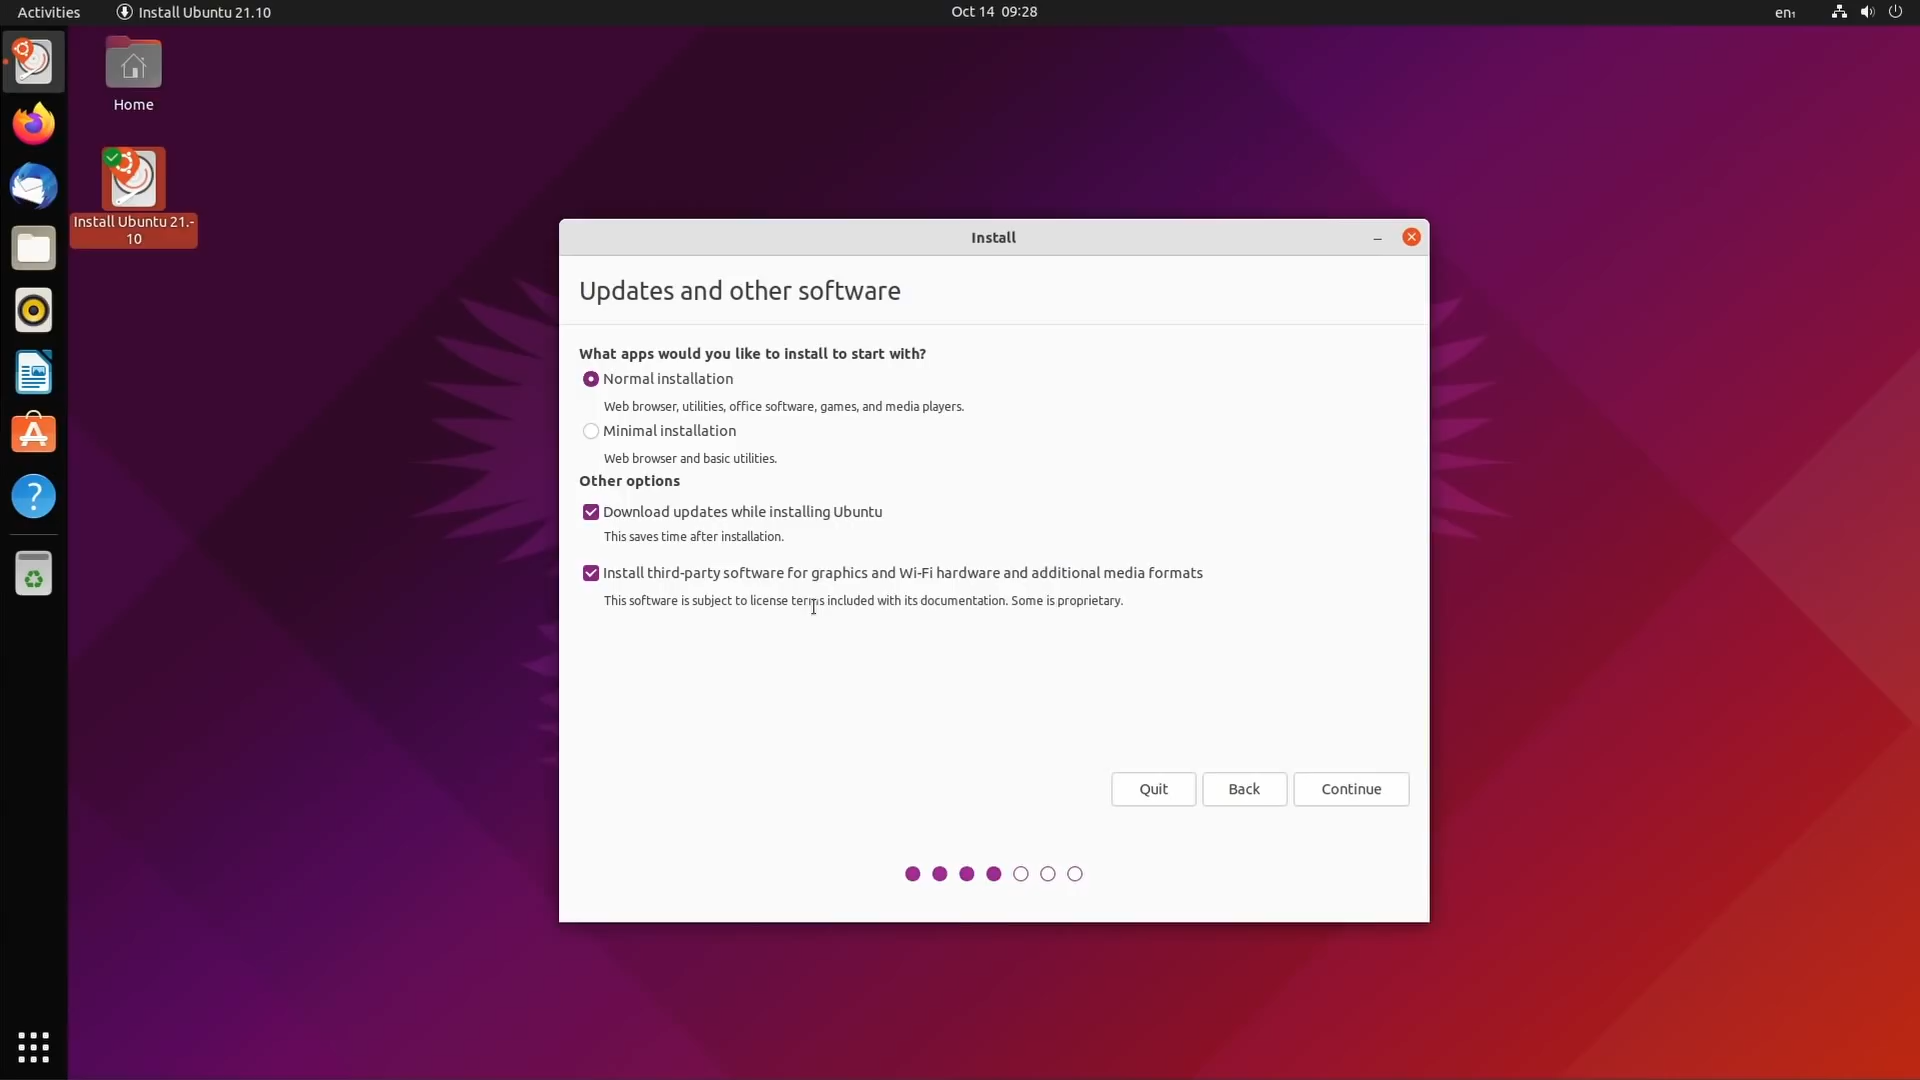 Activities
Install Ubuntu 21.10
Oct 14 09:28
en₁
Home
Install Ubuntu 21.-
10
Install
Updates and other software
What apps would you like to install to start with?
Normal installation
Web browser, utilities, office software, games, and media players.
Minimal installation
Web browser and basic utilities.
Other options
Download updates while installing Ubuntu
This saves time after installation.
Install third-party software for graphics and Wi-Fi hardware and additional media formats
This software is subject to license terms included with its documentation. Some is proprietary.
Quit
Back
Continue